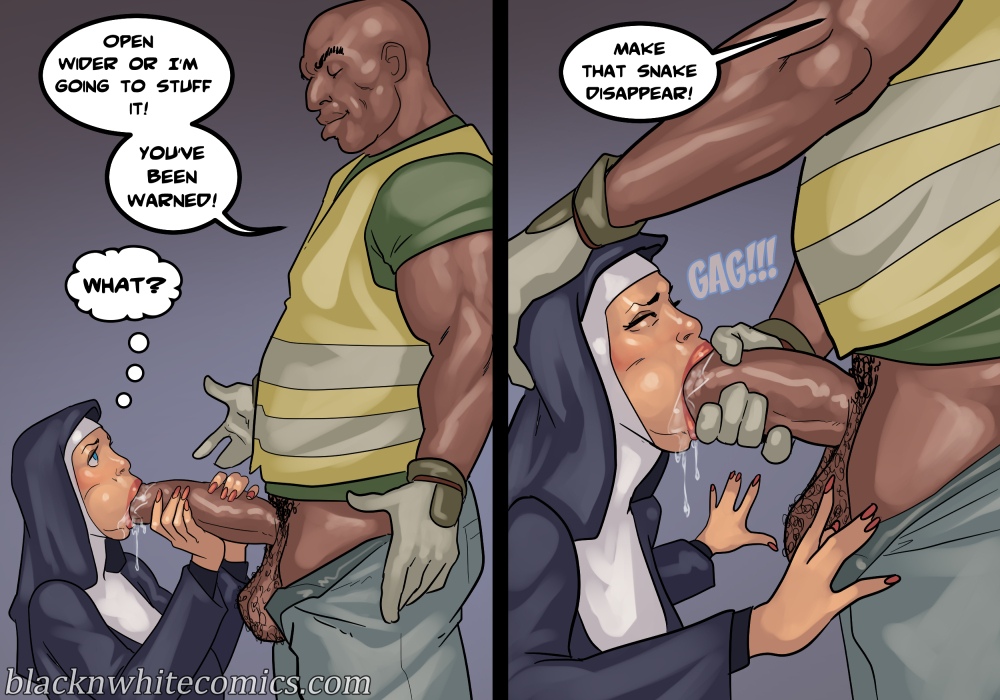 OPEN
WIDER OR I'M
GOING TO STUFF
IT!
YOU'VE
BEEN
WARNED!
WHAT?
MAKE
THAT SNAKE
DISAPPEAR!
GAG!!!
blacknwhitecomics.com